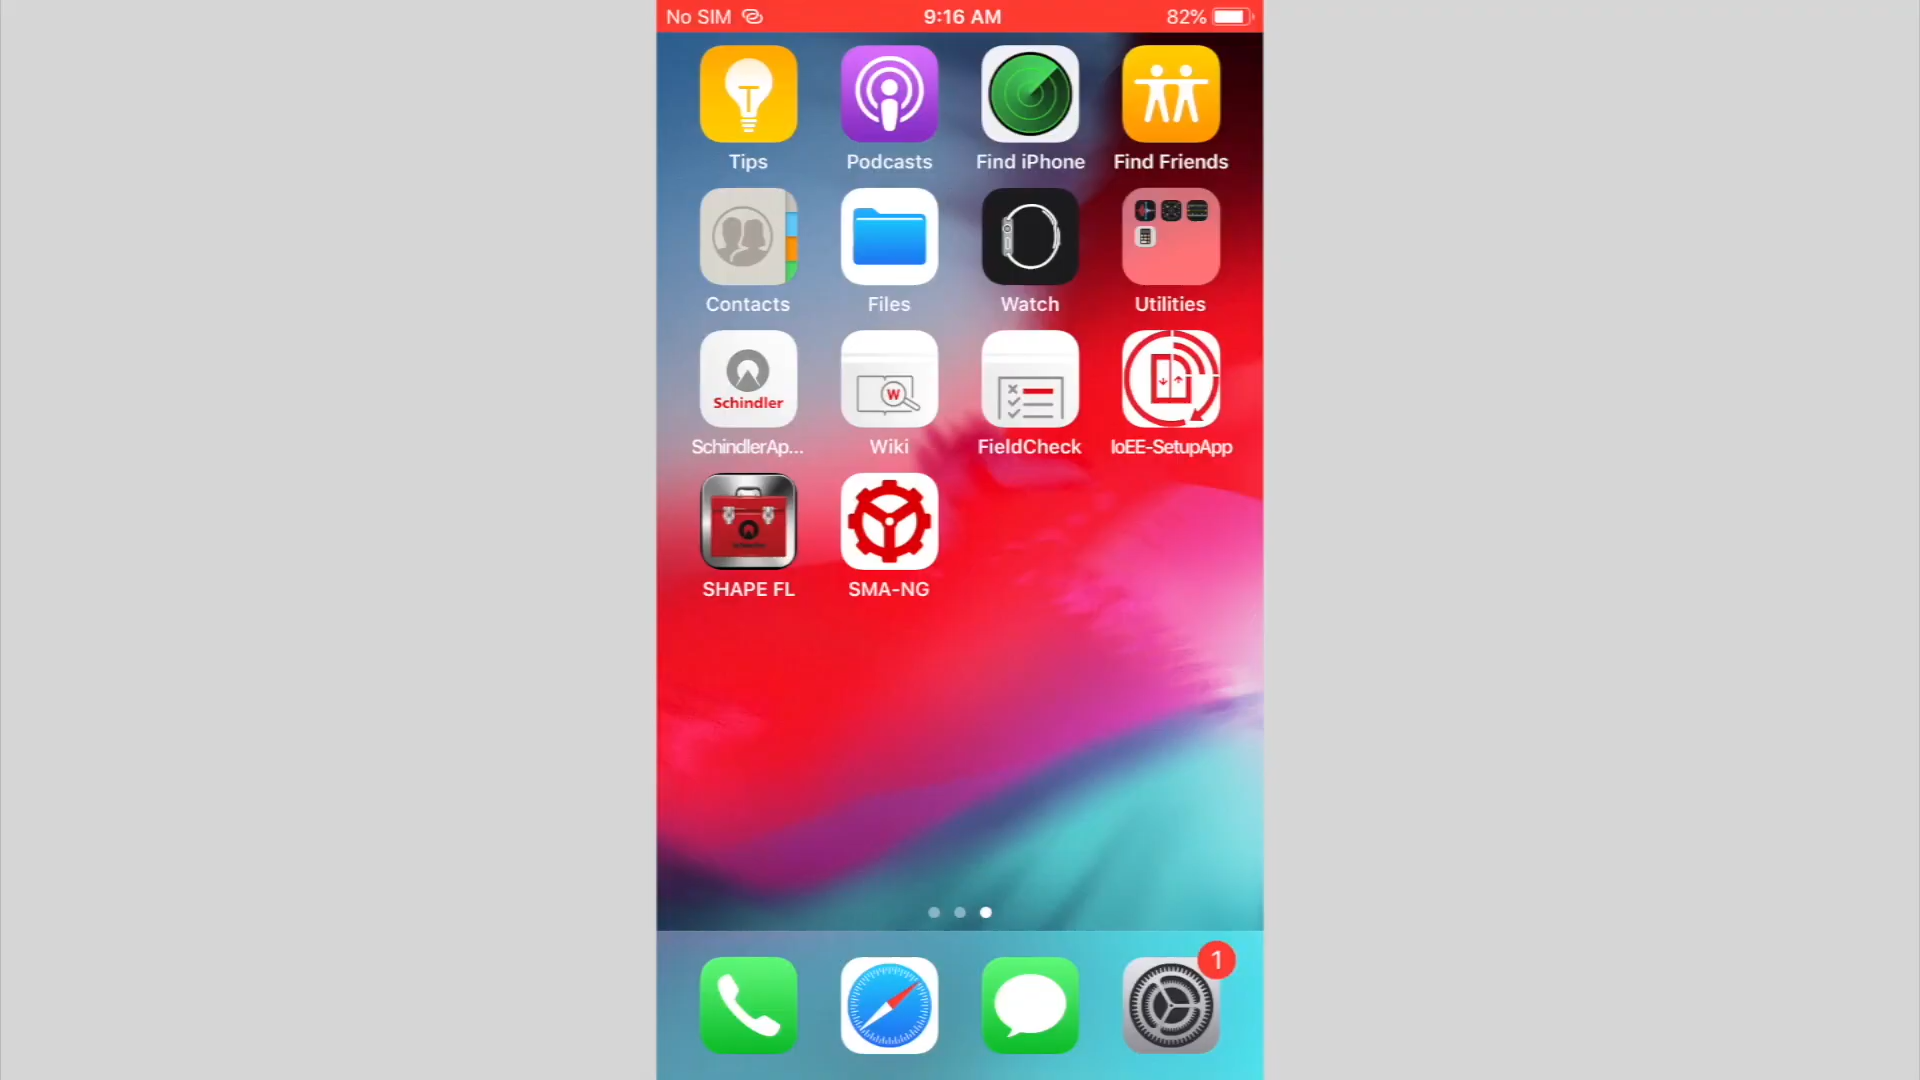 No SIM 9:16 AM 82%
Tips Podcasts Find iPhone Find Friends
Contacts Files Watch Utilities
Schindler W
SchindlerAp... Wiki FieldCheck IoEE-SetupApp
SHAPE FL SMA-NG
1